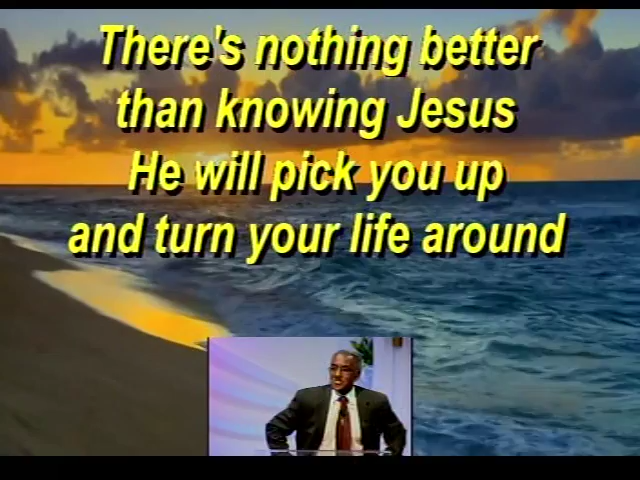 There's nothing better
than knowing Jesus
He will pick you up
and turn your life around